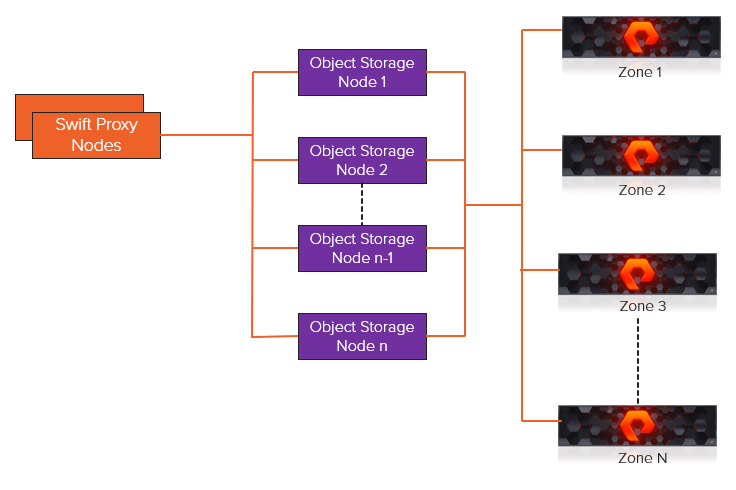 Swift Proxy
Nodes
Object Storage
Node 1
Object Storage
Node 2
Object Storage
Node n-1
Object Storage
Node n
Zone 1
Zone 2
Zone 3
Zone N